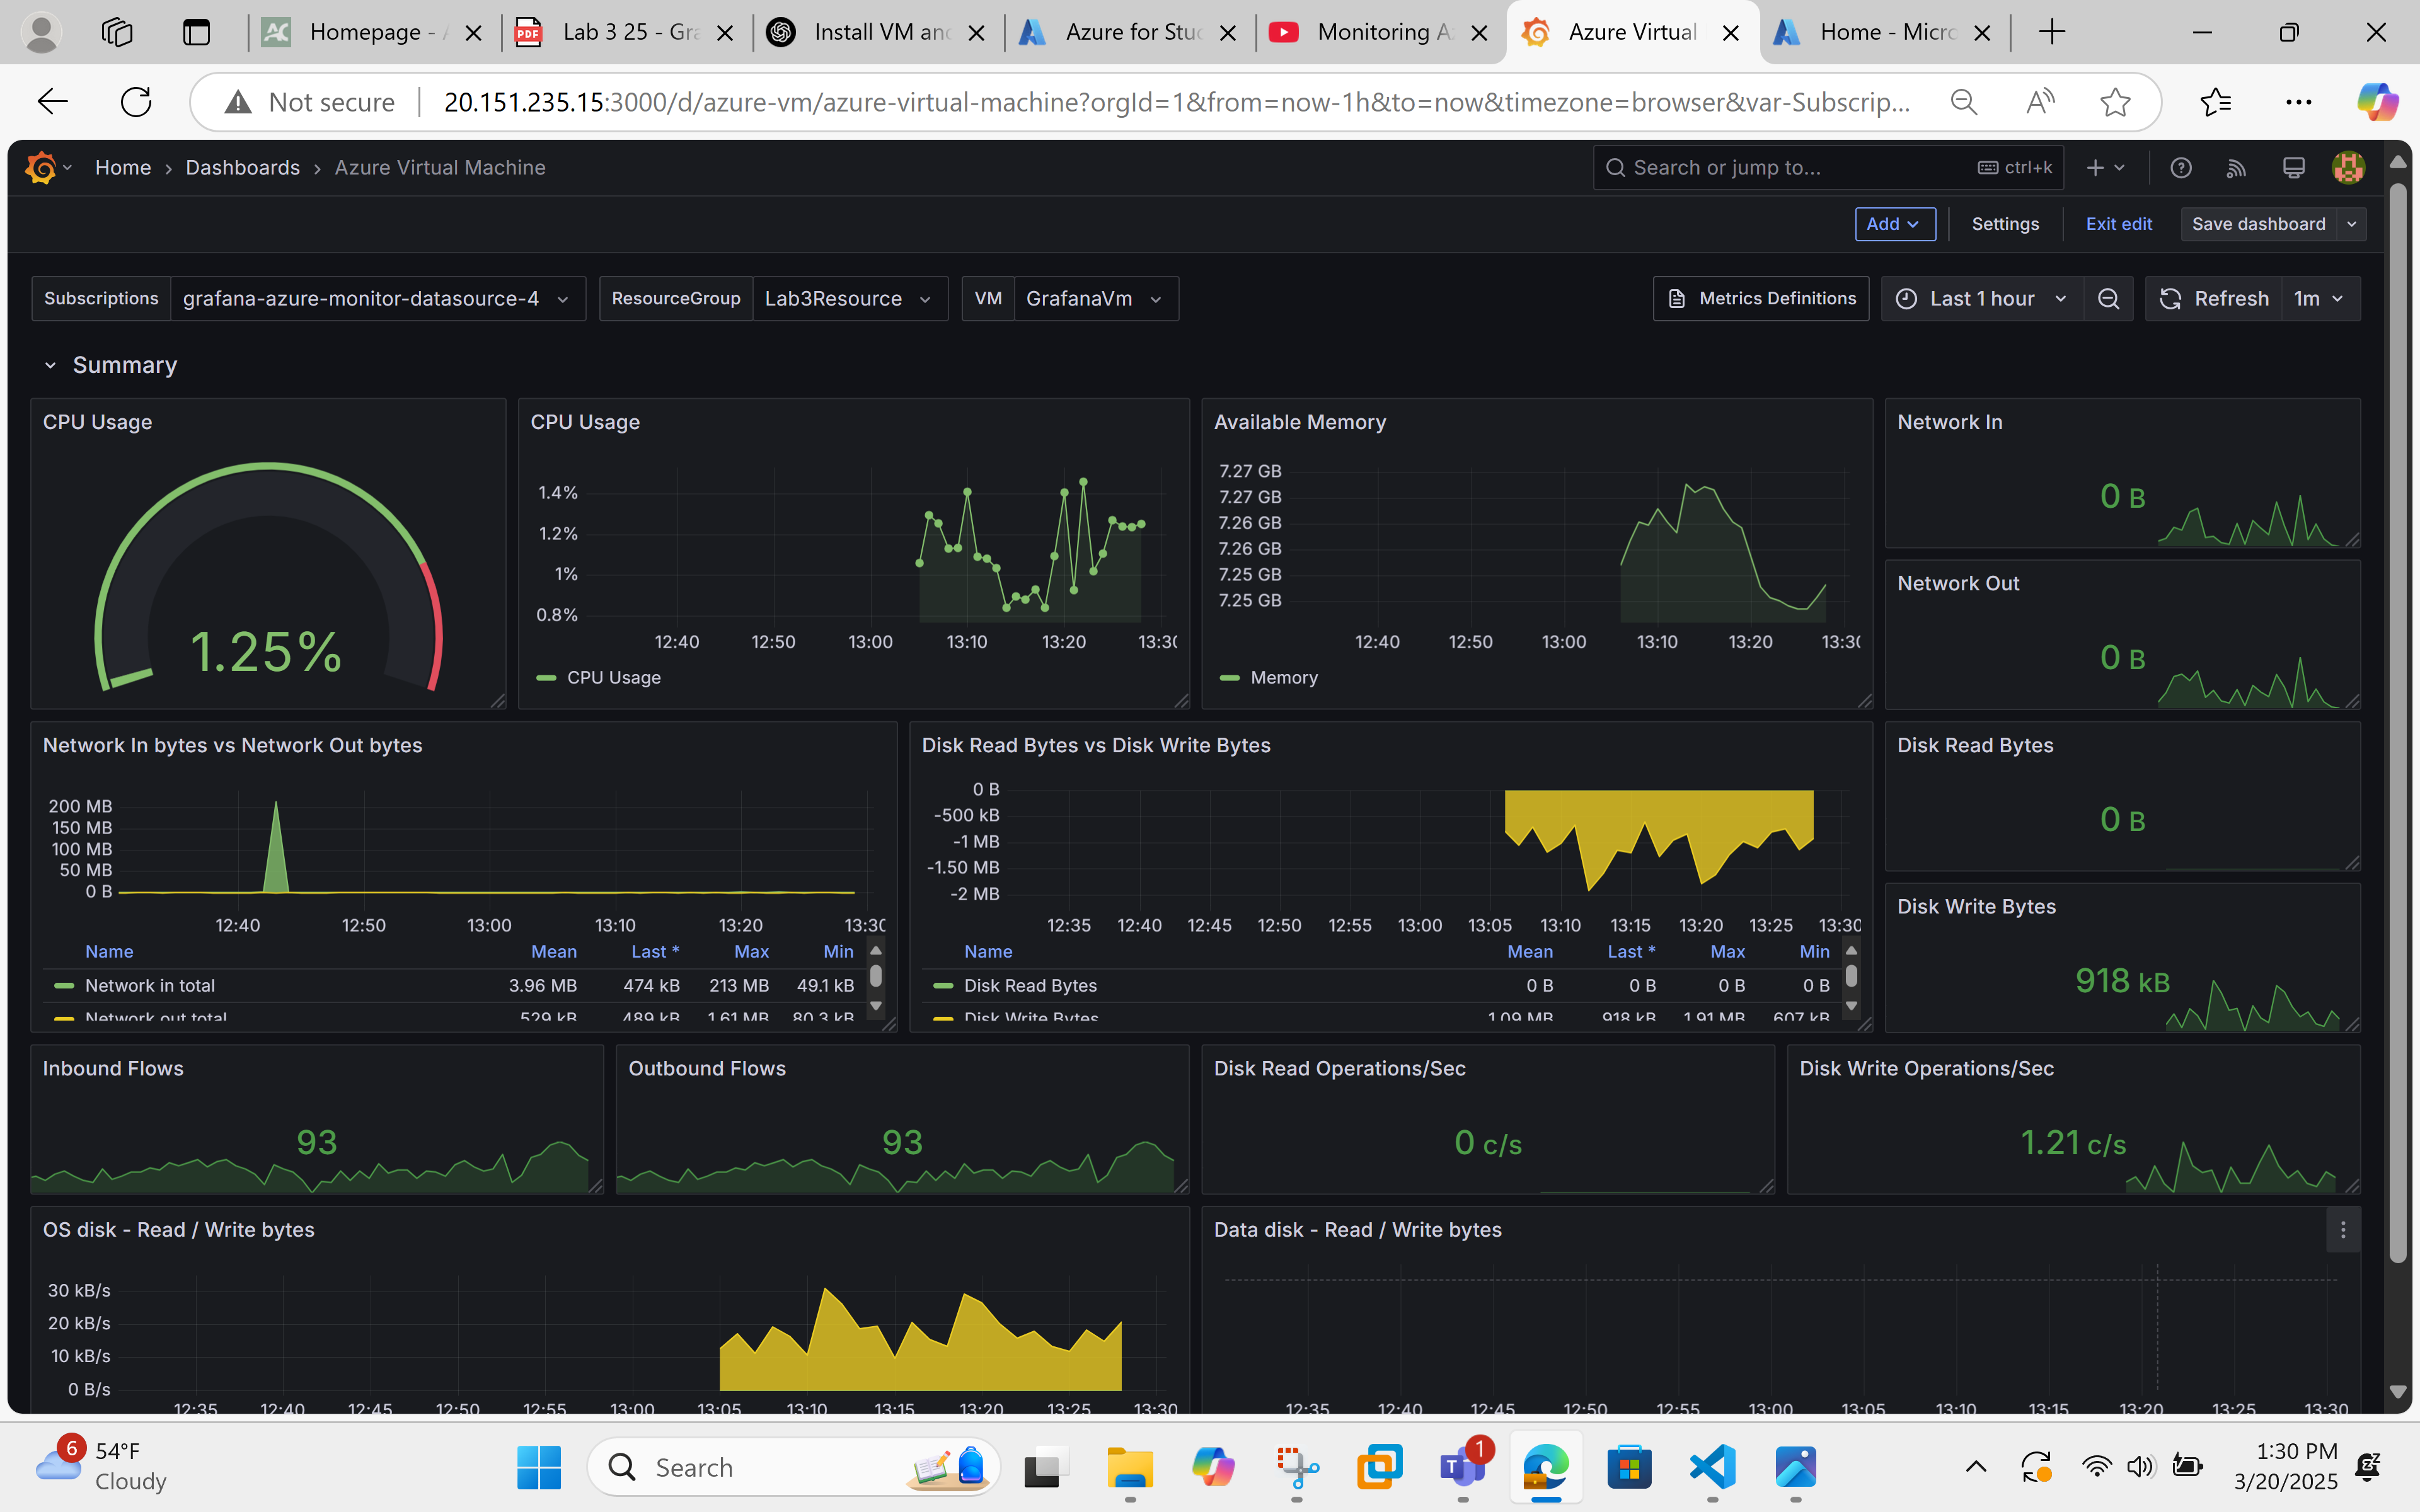 Homepage - A
PDF Lab 3 25 - Gra
Install VM and
Azure for Stud
Monitoring A
Azure Virtual
Home - Micro
Not secure 20.151.235.15:3000/d/azure-vm/azure-virtual-machine?orgId=1&from=now-1h&to=now&timezone=browser&var-Subscrip...
Home › Dashboards › Azure Virtual Machine
Search or jump to... ctrl+k
Add Settings Exit edit Save dashboard
Subscriptions grafana-azure-monitor-datasource-4 ResourceGroup Lab3Resource VM GrafanaVm Metrics Definitions Last 1 hour Refresh 1m
Summary
CPU Usage
1.25%
CPU Usage
1.4%
1.2%
1%
0.8%
12:40 12:50 13:00 13:10 13:20 13:30
CPU Usage
Available Memory
7.27 GB
7.27 GB
7.26 GB
7.26 GB
7.25 GB
7.25 GB
12:40 12:50 13:00 13:10 13:20 13:30
Memory
Network In
0 B
Network Out
0 B
Network In bytes vs Network Out bytes
200 MB
150 MB
100 MB
50 MB
0 B
12:40 12:50 13:00 13:10 13:20 13:30
Name Mean Last * Max Min
Network in total 3.96 MB 474 kB 213 MB 49.1 kB
Network out total 529 kB 489 kB 1.61 MB 80.3 kB
Disk Read Bytes vs Disk Write Bytes
0 B
-500 kB
-1 MB
-1.50 MB
-2 MB
12:35 12:40 12:45 12:50 12:55 13:00 13:05 13:10 13:15 13:20 13:25 13:30
Name Mean Last * Max Min
Disk Read Bytes 0 B 0 B 0 B 0 B
Disk Write Bytes 1.09 MB 918 kB 1.91 MB 607 kB
Disk Read Bytes
0 B
Disk Write Bytes
918 kB
Inbound Flows
93
Outbound Flows
93
Disk Read Operations/Sec
0 c/s
Disk Write Operations/Sec
1.21 c/s
OS disk - Read / Write bytes
30 kB/s
20 kB/s
10 kB/s
0 B/s
12:35 12:40 12:45 12:50 12:55 13:00 13:05 13:10 13:15 13:20 13:25 13:30
Data disk - Read / Write bytes
12:35 12:40 12:45 12:50 12:55 13:00 13:05 13:10 13:15 13:20 13:25 13:30
6
54°F
Cloudy
Search
1
1:30 PM
3/20/2025